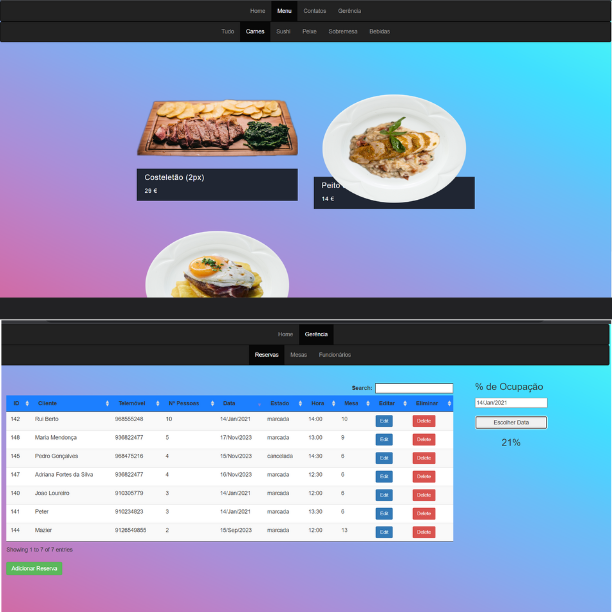 Home Menu Contatos Gerência
Tudo Carnes Sushi Peixe Sobremesa Bebidas
Costeletão (2px)
29 €
Peito
14 €
Home Gerência
Reservas Mesas Funcionários
Search:
ID Cliente Telemóvel Nº Pessoas Data Estado Hora Mesa Editar Eliminar
142 Rui Berto 968555248 10 14/Jan/2021 marcada 14:00 10 Edit Delete
148 Maria Mendonça 936822477 5 17/Nov/2023 marcada 13:00 9 Edit Delete
Pedro Gonçalves 968475216 4 15/Nov/2023 cancelada 14:30 6 Edit Delete
147 Adriana Fortes da Silva 936822477 4 16/Nov/2023 marcada 12:30 6 Edit Delete
140 João Loureiro 910305779 3 14/Jan/2021 marcada 12:00 6 Edit Delete
141 Peter 910234823 3 14/Jan/2021 marcada 13:30 6 Edit Delete
144 Mazier 2 15/Sep/2023 marcada 12:00 13 Edit Delete
Showing 1 to 7 of 7 entries
Adicionar Reserva
% de Ocupação
14/Jan/2021
Escolher Data
21%